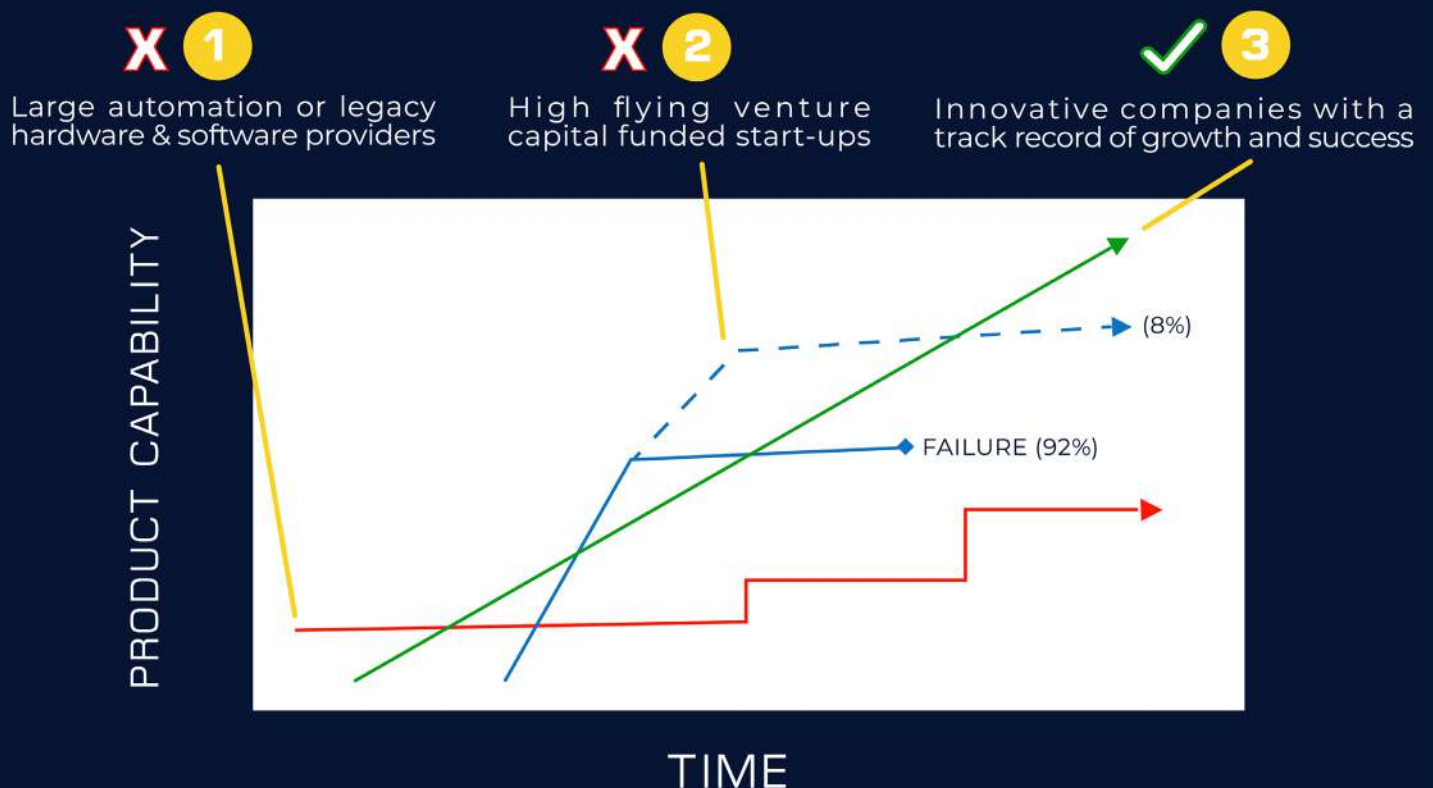 X 1
Large automation or legacy
hardware & software providers
X 2
High flying venture
capital funded start-ups
3
Innovative companies with a
track record of growth and success
PRODUCT CAPABILITY
(8%)
FAILURE (92%)
TIME